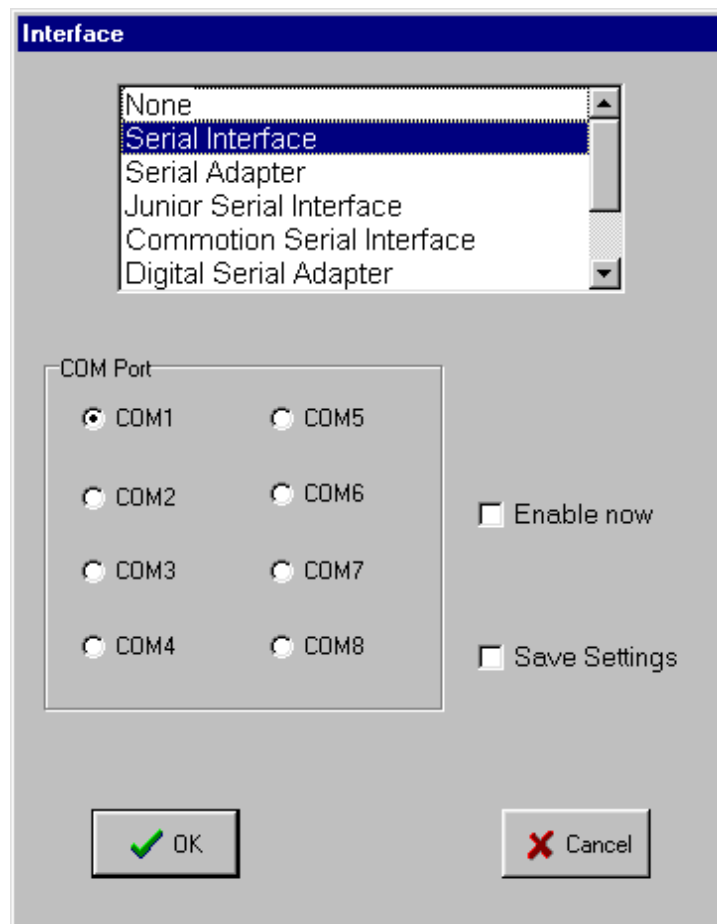 Interface
None
Serial Interface
Serial Adapter
Junior Serial Interface
Commotion Serial Interface
Digital Serial Adapter
COM Port
COM1
COM5
COM2
COM6
Enable now
COM3
COM7
COM4
COM8
Save Settings
OK
Cancel